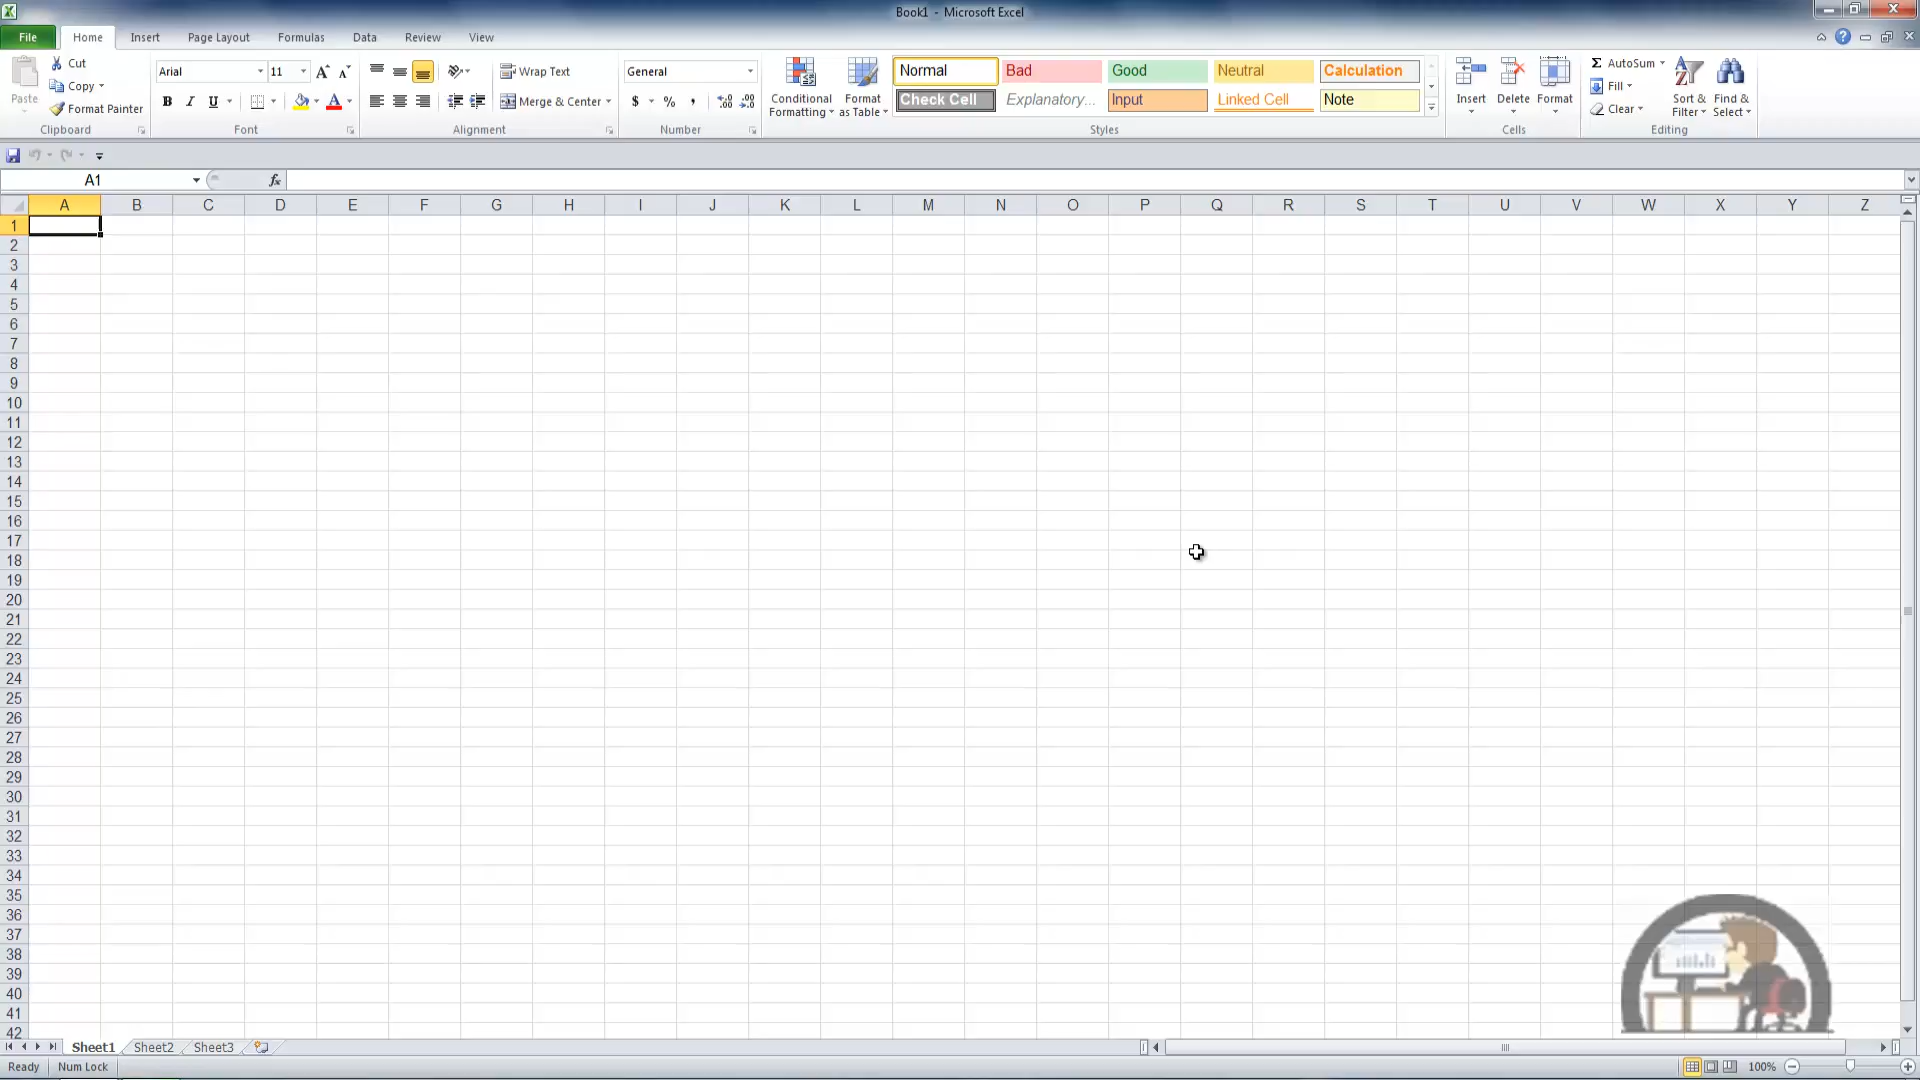 Book1 - Microsoft Excel
File Home Insert Page Layout Formulas Data Review View
Paste
Cut
Copy
Format Painter
Clipboard
Arial 11
B I U
Font
Wrap Text
Merge & Center
Alignment
General
$ % ,
Number
Conditional Formatting
Format as Table
Normal Bad Good Neutral Calculation
Check Cell Explanatory... Input Linked Cell Note
Styles
Insert Delete Format
Cells
Σ AutoSum
Fill
Clear
Sort & Filter
Find & Select
Editing
A1 fx
A B C D E F G H I J K L M N O P Q R S T U V W X Y Z
1
2
3
4
5
6
7
8
9
10
11
12
13
14
15
16
17
18
19
20
21
22
23
24
25
26
27
28
29
30
31
32
33
34
35
36
37
38
39
40
41
42
Sheet1 Sheet2 Sheet3
Ready Num Lock 100%